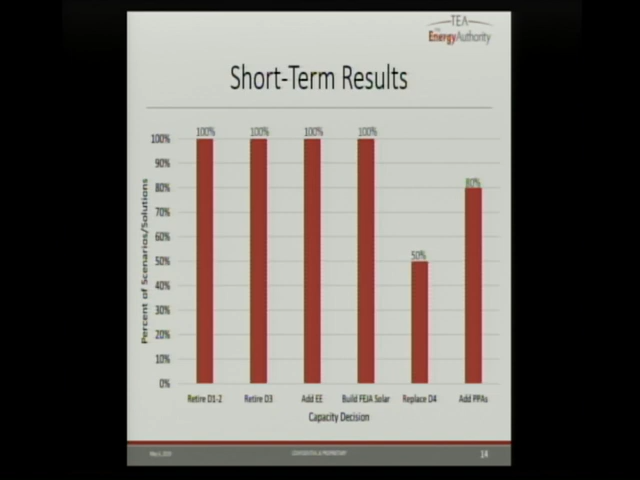 TEA
The
EnergyAuthority
Short-Term Results
100% 100% 100% 100%
100%
90%
80%
80%
70%
60%
50%
50%
40%
30%
20%
10%
0%
Percent of Scenarios/Solutions
Retire D1-2 Retire D3 Add EE Build FEJA Solar Replace D4 Add PPAs
Capacity Decision
CONFIDENTIAL & PROPRIETARY
14